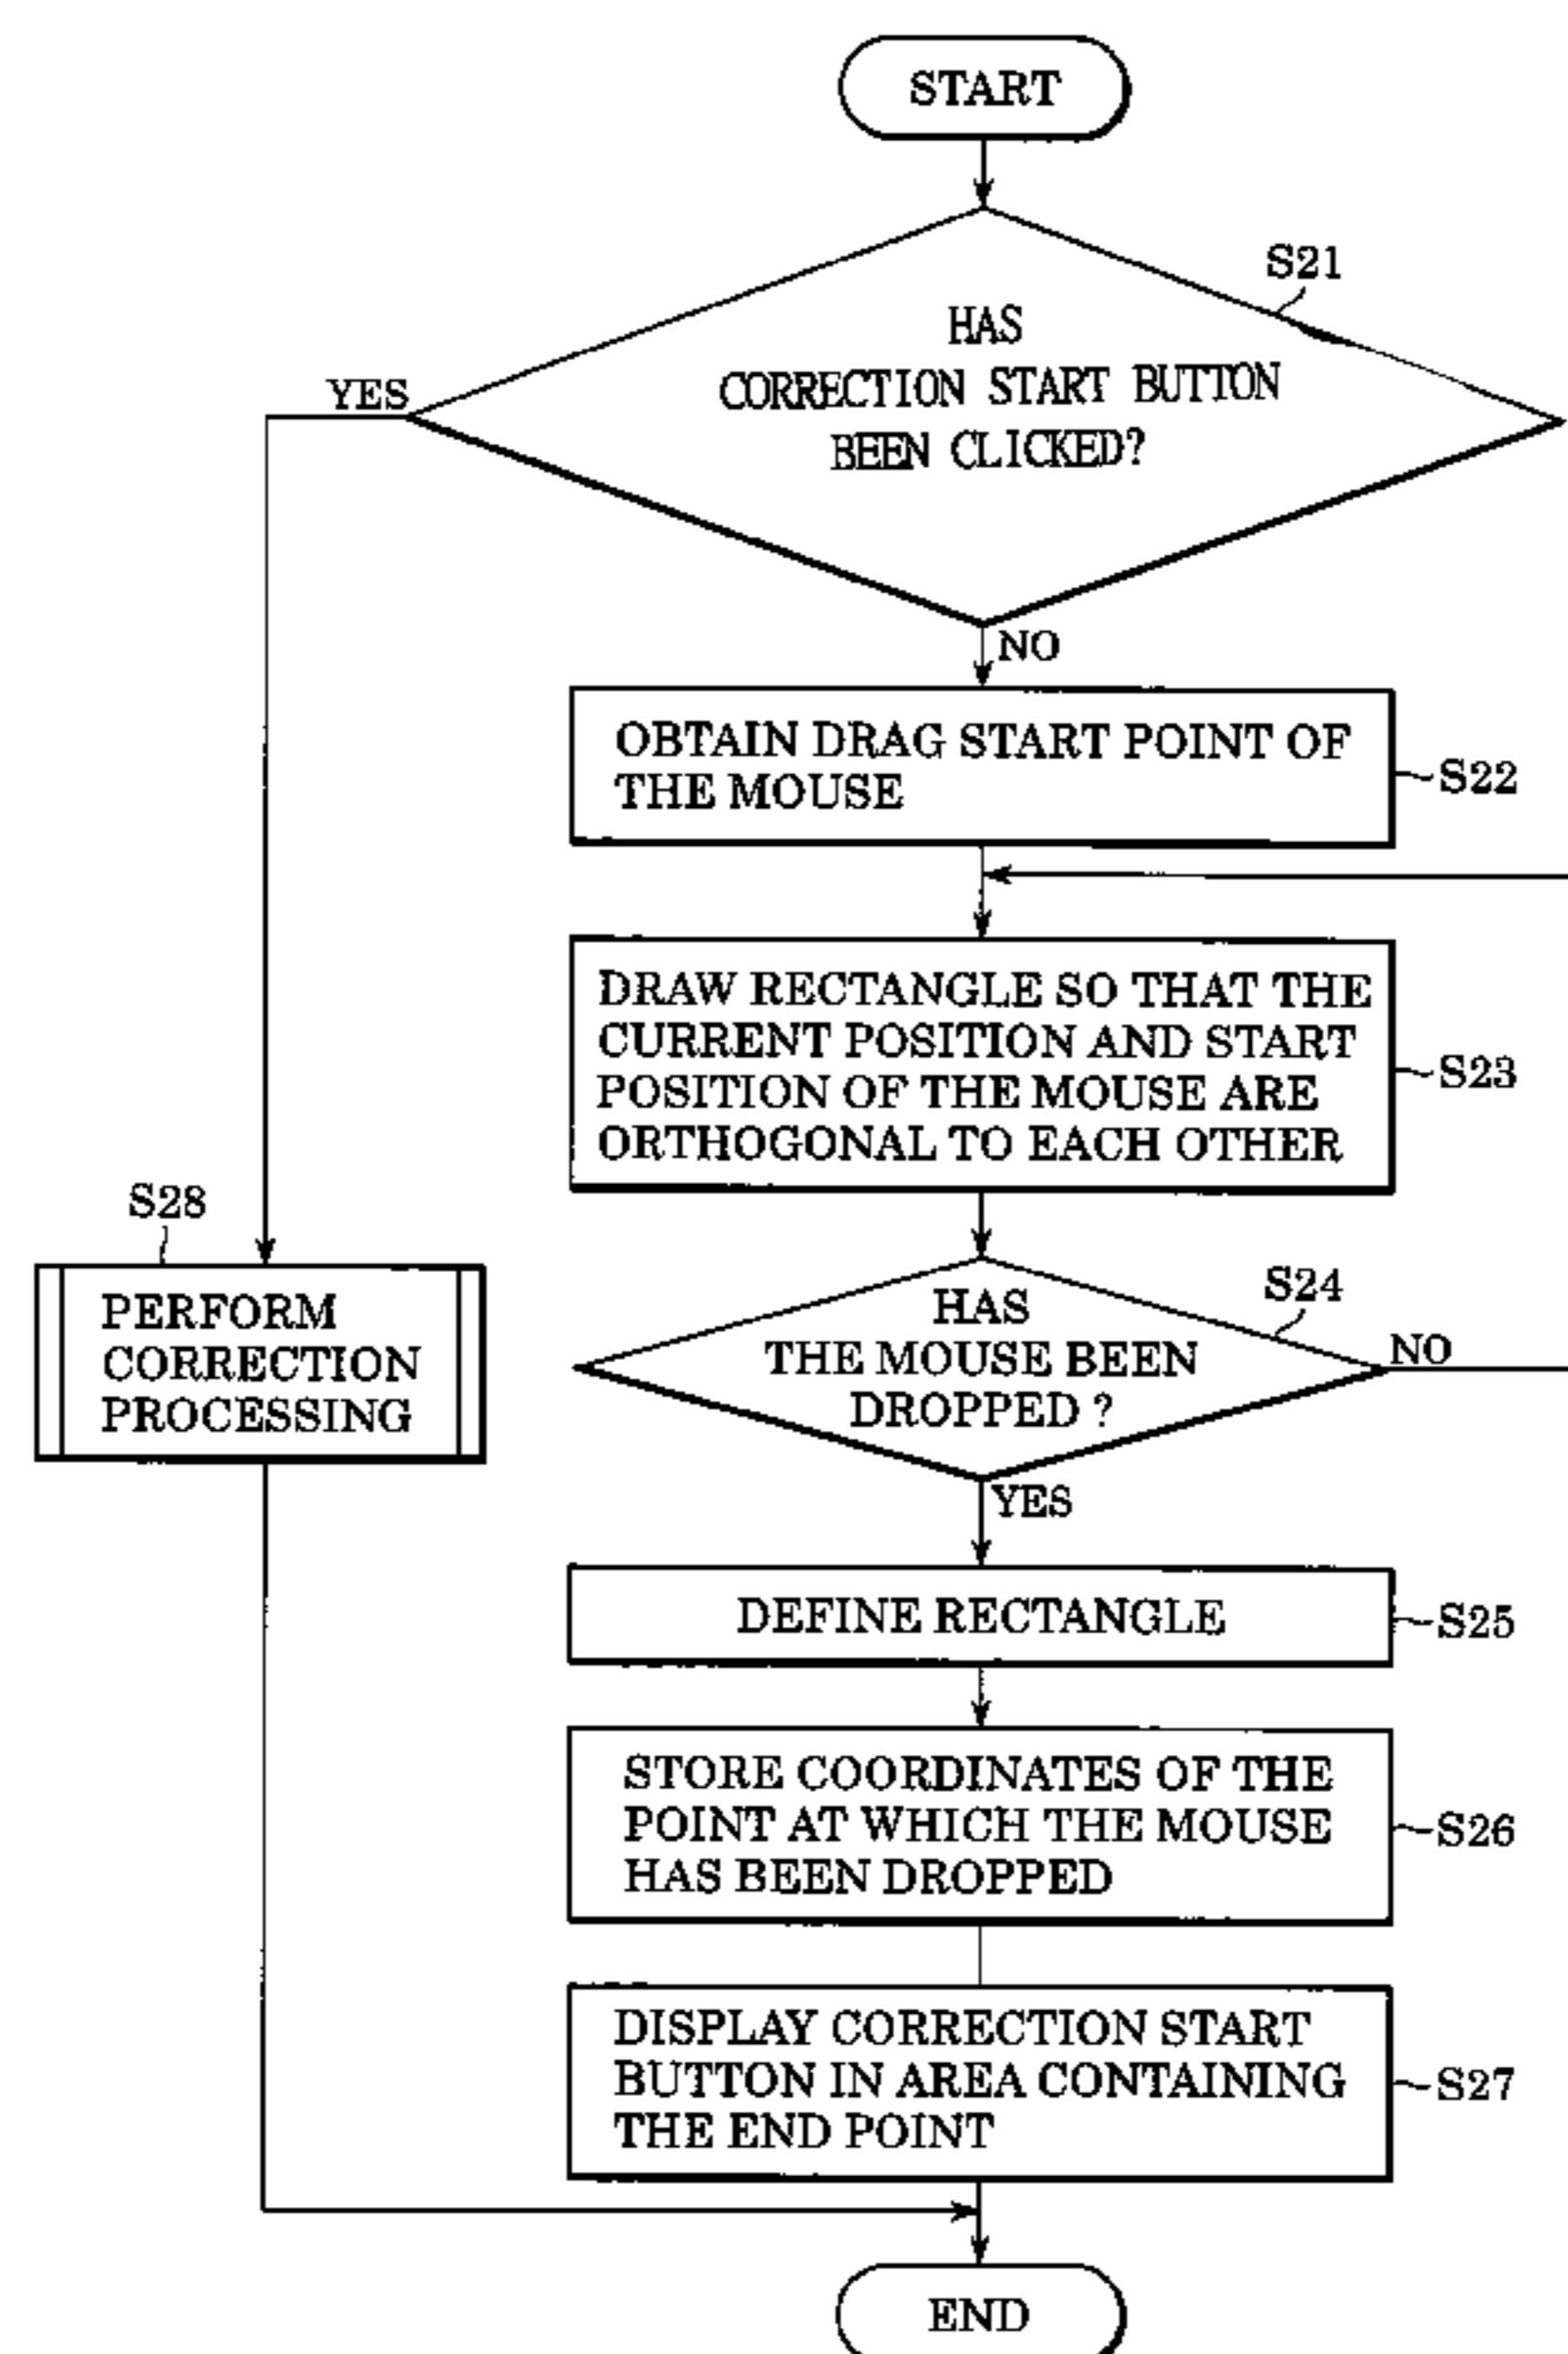 START
S21
HAS
CORRECTION START BUTTON
BEEN CLICKED?
YES
NO
OBTAIN DRAG START POINT OF
THE MOUSE
S22
DRAW RECTANGLE SO THAT THE
CURRENT POSITION AND START
POSITION OF THE MOUSE ARE
ORTHOGONAL TO EACH OTHER
S23
S28
PERFORM
CORRECTION
PROCESSING
S24
HAS
THE MOUSE BEEN
DROPPED ?
NO
YES
DEFINE RECTANGLE
S25
STORE COORDINATES OF THE
POINT AT WHICH THE MOUSE
HAS BEEN DROPPED
S26
DISPLAY CORRECTION START
BUTTON IN AREA CONTAINING
THE END POINT
S27
END